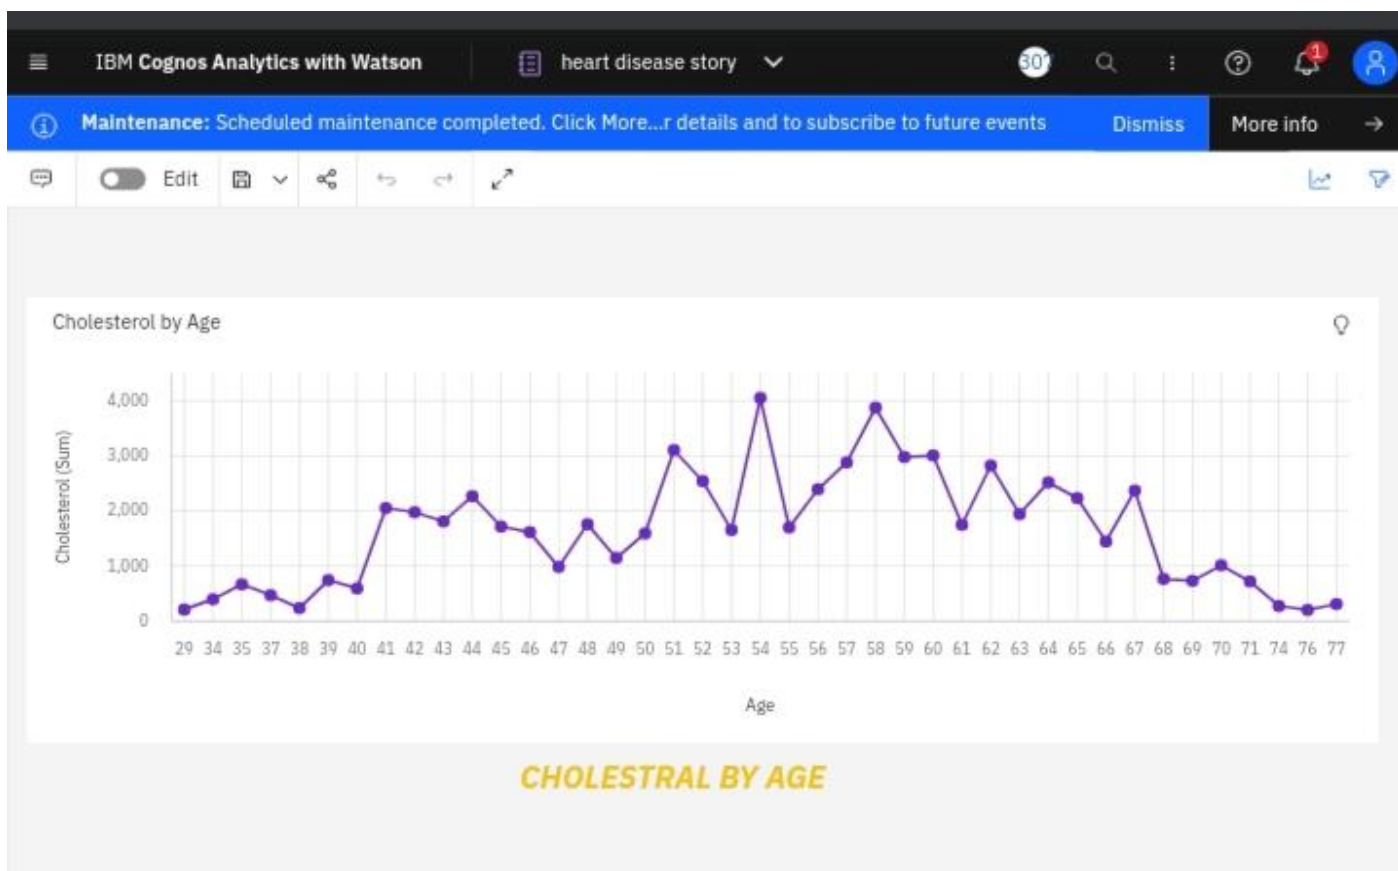 IBM Cognos Analytics with Watson heart disease story 1
Maintenance: Scheduled maintenance completed. Click More...r details and to subscribe to future events Dismiss More info
Edit
Cholesterol by Age
4,000
3,000
2,000
1,000
0
Cholesterol (Sum)
29 34 35 37 38 39 40 41 42 43 44 45 46 47 48 49 50 51 52 53 54 55 56 57 58 59 60 61 62 63 64 65 66 67 68 69 70 71 74 76 77
Age
CHOLESTRAL BY AGE